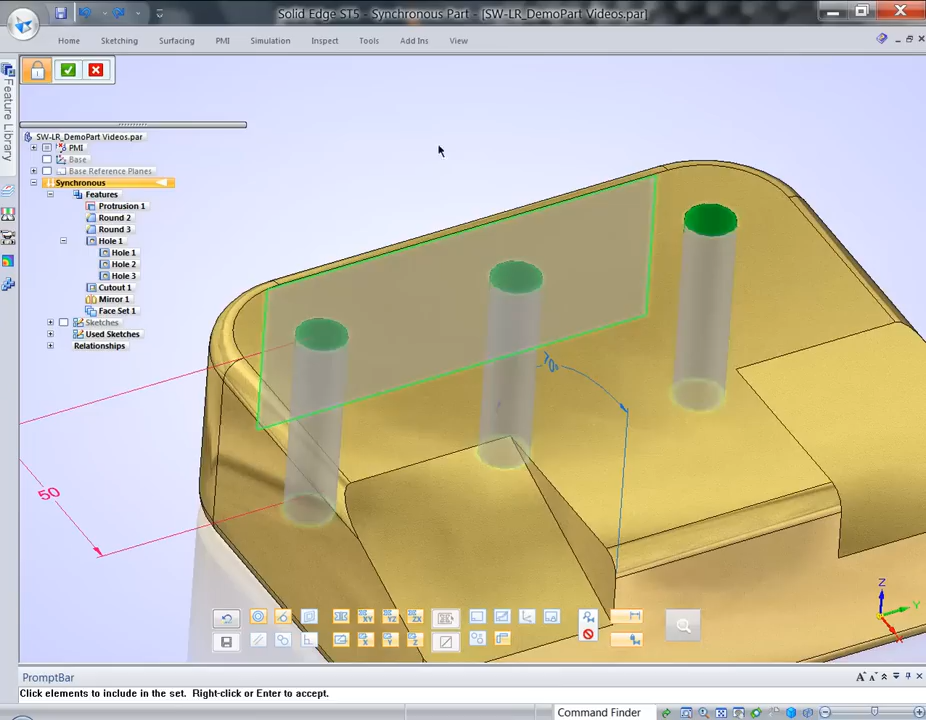 Solid Edge ST5 - Synchronous Part - [SW-LR_DemoPart Videos.par]
Home Sketching Surfacing PMI Simulation Inspect Tools Add Ins View
Feature Library
SW-LR_DemoPart Videos.par
PMI
Base
Base Reference Planes
Synchronous
Features
Protrusion 1
Round 2
Round 3
Hole 1
Hole 1
Hole 2
Hole 3
Cutout 1
Mirror 1
Face Set 1
Sketches
Used Sketches
Relationships
50
Z
Y
XY YZ ZX
X Y Z
PromptBar
Click elements to include in the set. Right-click or Enter to accept.
Command Finder